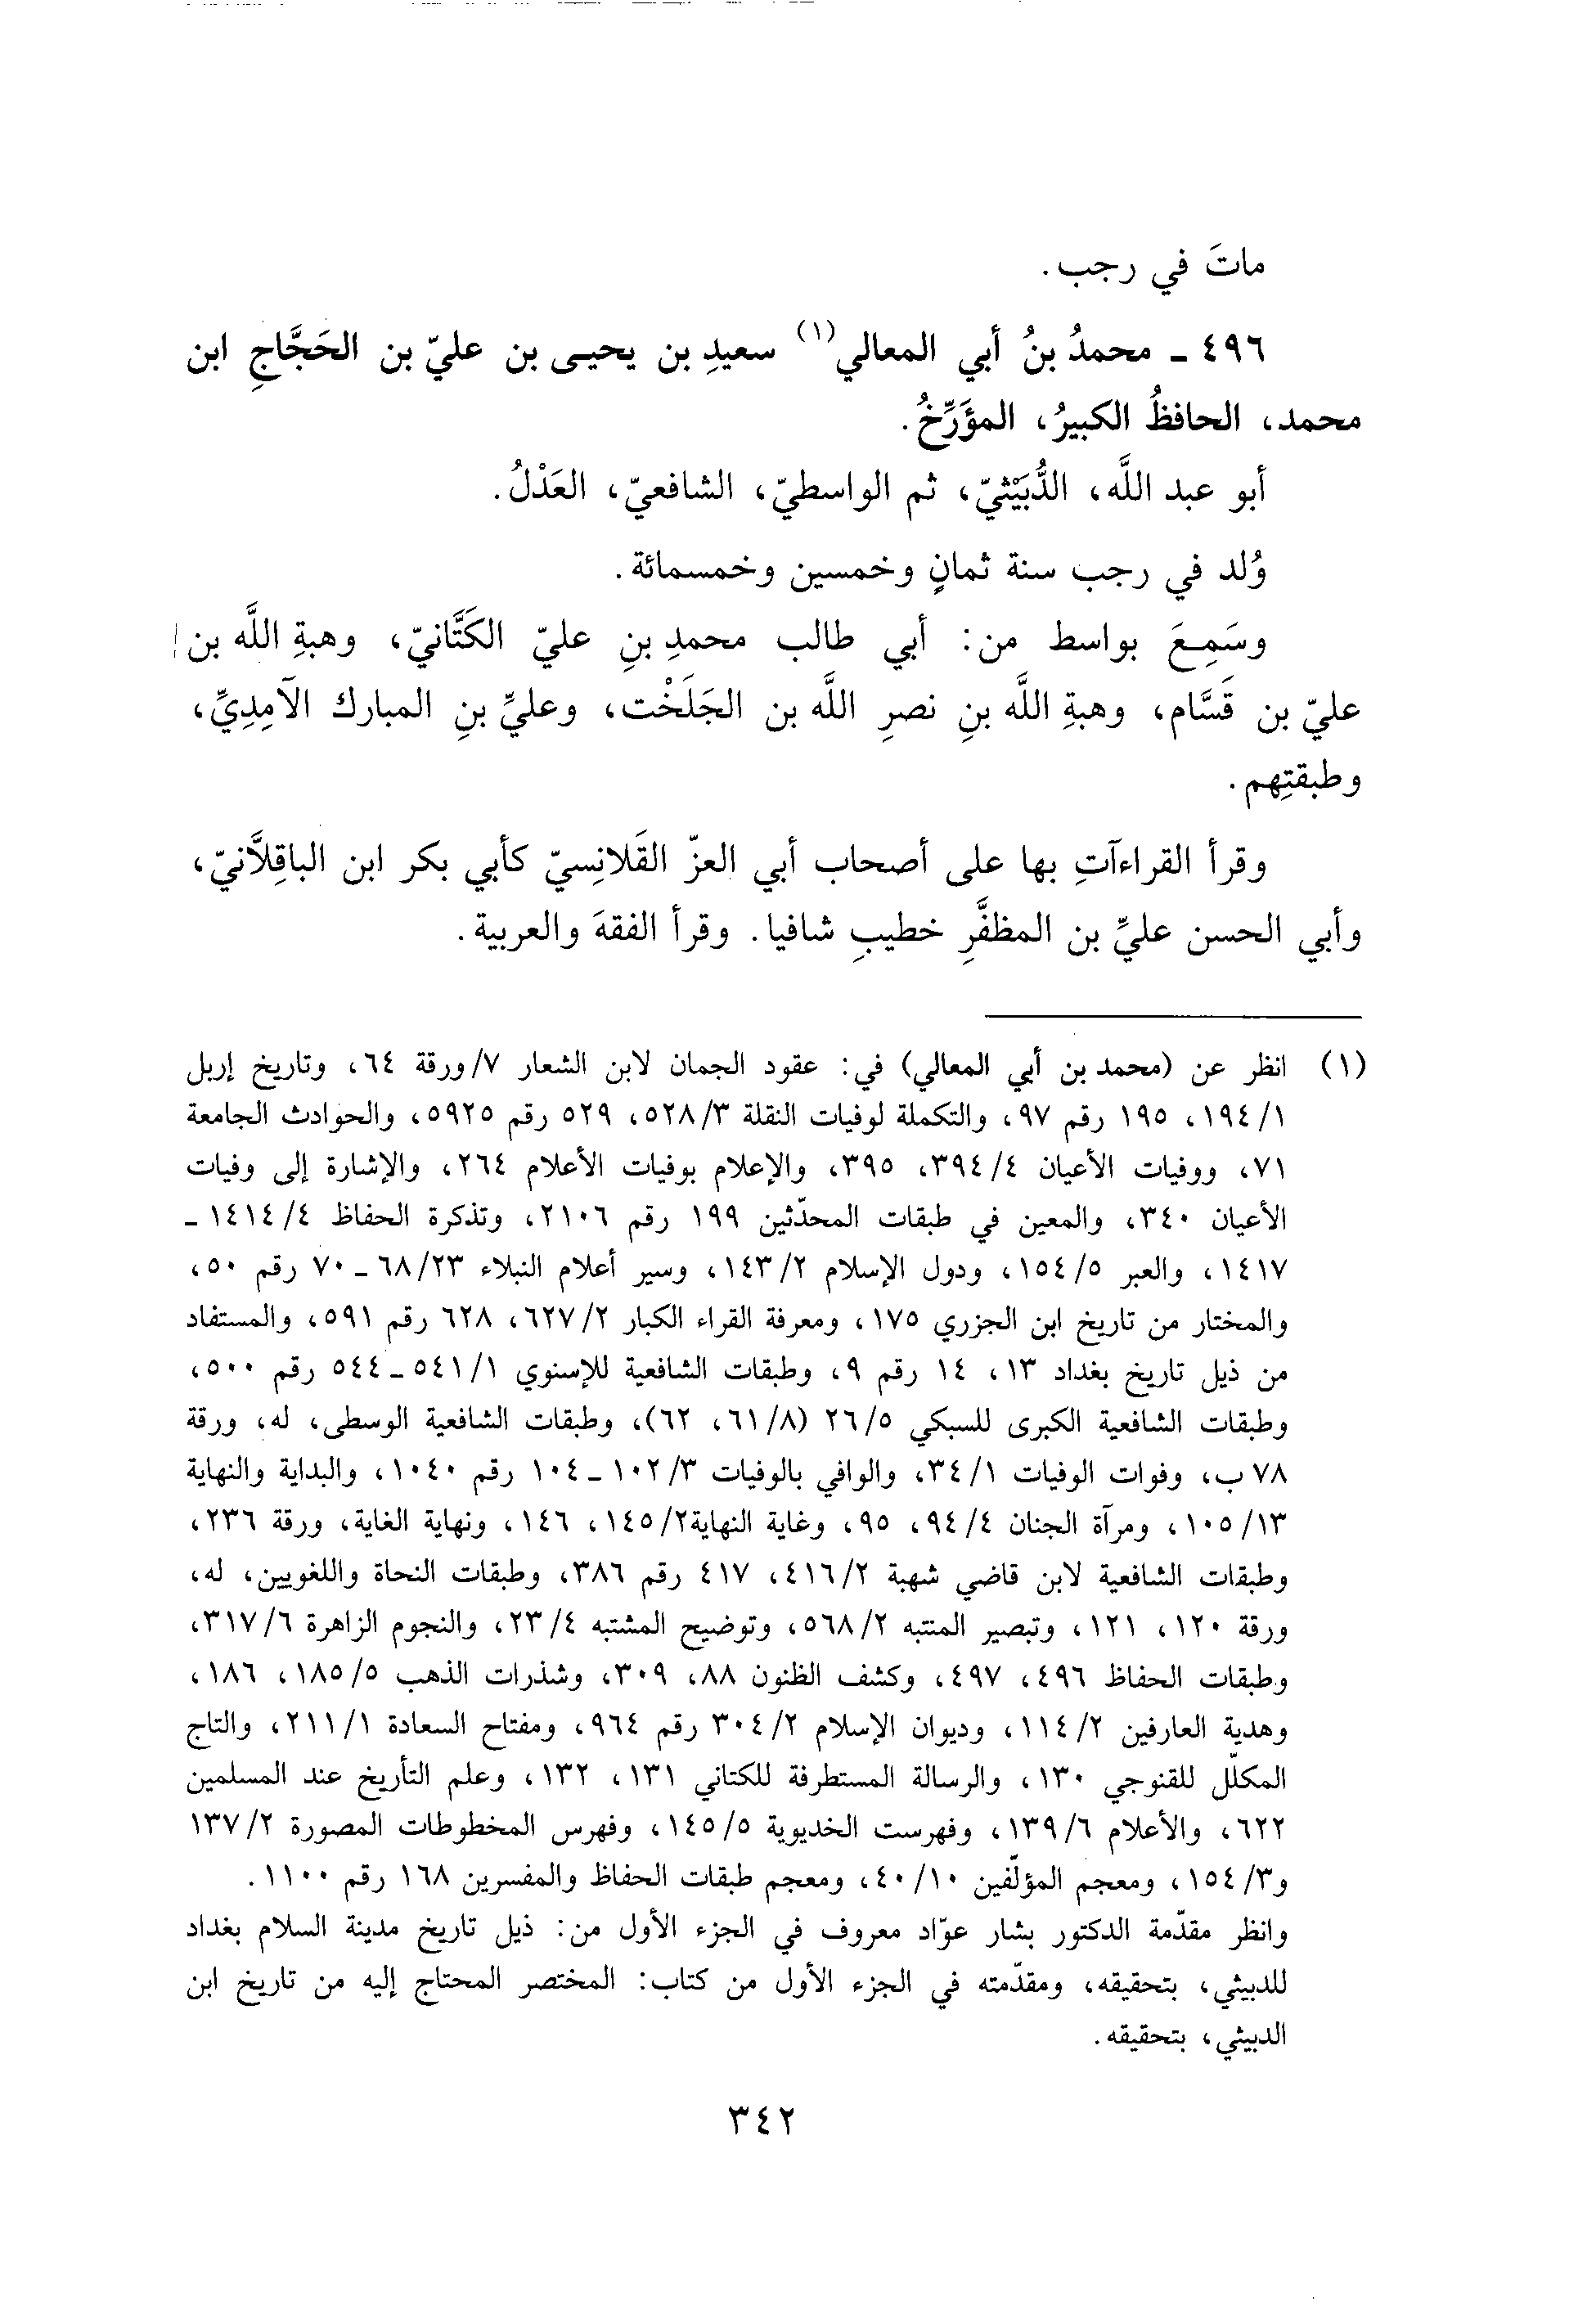 ماتَ في رجب.
٤٩٦ ـ محمدُ بنُ أبي المعالي(١) سعيدِ بن يحيـى بن عليّ بن الحَجَّاجِ ابن
محمد، الحافظُ الكبيرُ، المؤَرِّخُ.
أبو عبد اللَّه، الدُّبَيْثيّ، ثم الواسطيّ، الشافعيّ، العَدْلُ.
وُلد في رجب سنة ثمانٍ وخمسين وخمسمائة.
وسَمِعَ بواسط من: أبي طالب محمدِ بنِ عليّ الكَتَّانيّ، وهبةِ اللَّه بن
عليّ بن قَسَّام، وهبةِ اللَّه بنِ نصرِ اللَّه بن الجَلَخْت، وعليِّ بنِ المبارك الآمِدِيِّ،
وطبقتِهم.
وقرأ القراءآتِ بها على أصحاب أبي العزّ القَلانِسيّ كأبي بكر ابن الباقِلاَّنيّ،
وأبي الحسن عليِّ بن المظفَّرِ خطيبِ شافيا. وقرأ الفقهَ والعربية.
(١) انظر عن (محمد بن أبي المعالي) في: عقود الجمان لابن الشعار ٧/ورقة ٦٤، وتاريخ إربل
١/١٩٤، ١٩٥ رقم ٩٧، والتكملة لوفيات النقلة ٣/٥٢٨، ٥٢٩ رقم ٥٩٢٥، والحوادث الجامعة
٧١، ووفيات الأعيان ٤/٣٩٤، ٣٩٥، والإعلام بوفيات الأعلام ٢٦٤، والإشارة إلى وفيات
الأعيان ٣٤٠، والمعين في طبقات المحدّثين ١٩٩ رقم ٢١٠٦، وتذكرة الحفاظ ٤/١٤١٤ ـ
١٤١٧، والعبر ٥/١٥٤، ودول الإسلام ٢/١٤٣، وسير أعلام النبلاء ٢٣/٦٨ ـ ٧٠ رقم ٥٠،
والمختار من تاريخ ابن الجزري ١٧٥، ومعرفة القراء الكبار ٢/٦٢٧، ٦٢٨ رقم ٥٩١، والمستفاد
من ذيل تاريخ بغداد ١٣، ١٤ رقم ٩، وطبقات الشافعية للإسنوي ١/٥٤١ ـ ٥٤٤ رقم ٥٠٠،
وطبقات الشافعية الكبرى للسبكي ٥/٢٦ (٨/٦١، ٦٢)، وطبقات الشافعية الوسطى، له، ورقة
٧٨ ب، وفوات الوفيات ١/٣٤، والوافي بالوفيات ٣/١٠٢ ـ ١٠٤ رقم ١٠٤٠، والبداية والنهاية
١٣/١٠٥، ومرآة الجنان ٤/٩٤، ٩٥، وغاية النهاية٢/١٤٥، ١٤٦، ونهاية الغاية، ورقة ٢٣٦،
وطبقات الشافعية لابن قاضي شهبة ٢/٤١٦، ٤١٧ رقم ٣٨٦، وطبقات النحاة واللغويين، له،
ورقة ١٢٠، ١٢١، وتبصير المنتبه ٢/٥٦٨، وتوضيح المشتبه ٤/٢٣، والنجوم الزاهرة ٦/٣١٧،
وطبقات الحفاظ ٤٩٦، ٤٩٧، وكشف الظنون ٨٨، ٣٠٩، وشذرات الذهب ٥/١٨٥، ١٨٦،
وهدية العارفين ٢/١١٤، وديوان الإسلام ٢/٣٠٤ رقم ٩٦٤، ومفتاح السعادة ١/٢١١، والتاج
المكلّل للقنوجي ١٣٠، والرسالة المستطرفة للكتاني ١٣١، ١٣٢، وعلم التأريخ عند المسلمين
٦٢٢، والأعلام ٦/١٣٩، وفهرست الخديوية ٥/١٤٥، وفهرس المخطوطات المصورة ٢/١٣٧
و٣/١٥٤، ومعجم المؤلّفين ١٠/٤٠، ومعجم طبقات الحفاظ والمفسرين ١٦٨ رقم ١١٠٠.
وانظر مقدّمة الدكتور بشار عوّاد معروف في الجزء الأول من: ذيل تاريخ مدينة السلام بغداد
للدبيثي، بتحقيقه، ومقدّمته في الجزء الأول من كتاب: المختصر المحتاج إليه من تاريخ ابن
الدبيثي، بتحقيقه.
٣٤٢